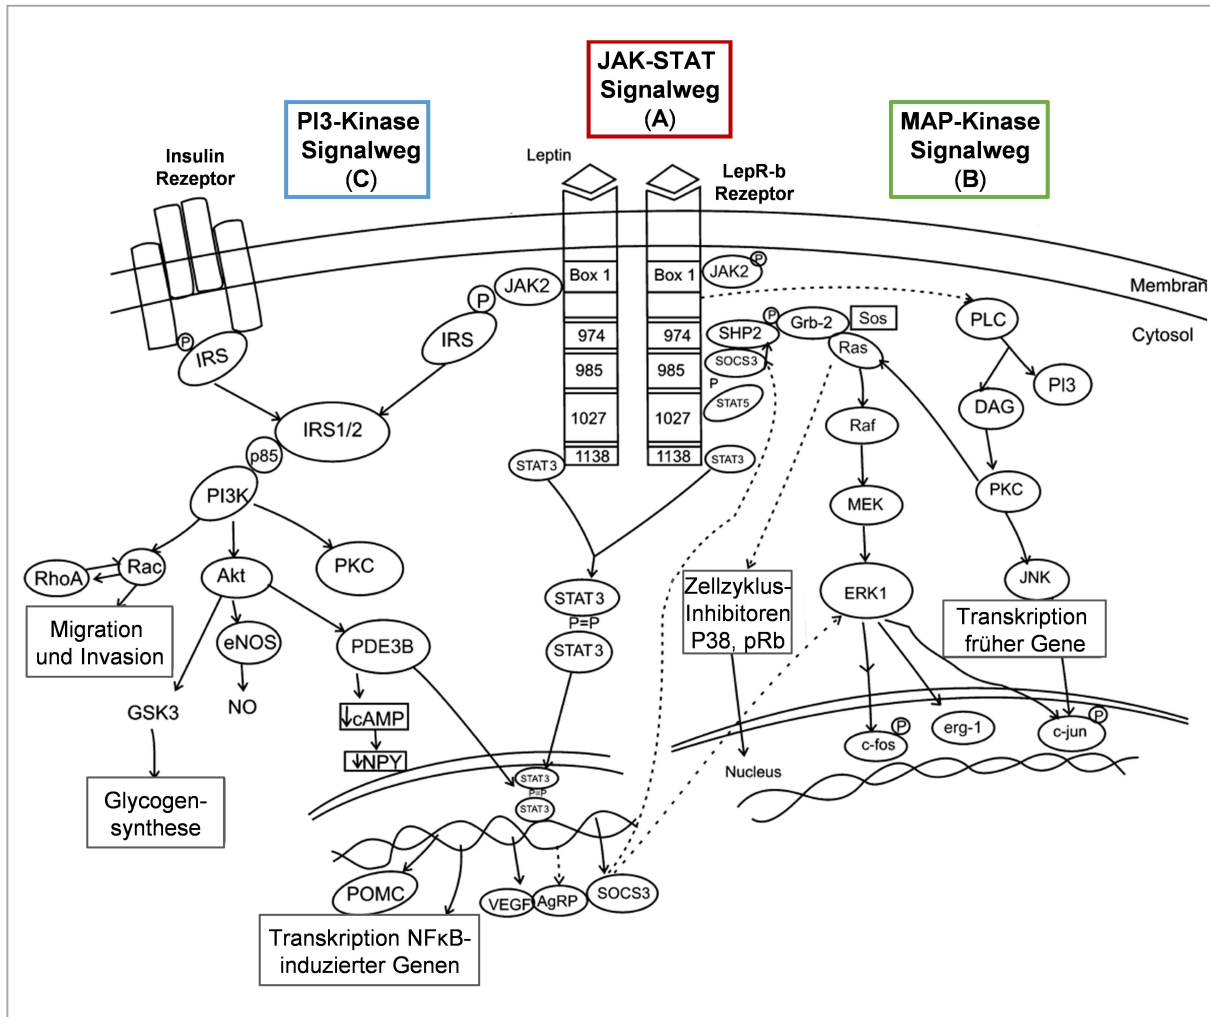 JAK-STAT
Signalweg
(A)
PI3-Kinase
Signalweg
(C)
MAP-Kinase
Signalweg
(B)
Insulin
Rezeptor
Leptin
LepR-b
Rezeptor
Membran
Cytosol
Box 1
974
985
1027
1138
Box 1
974
985
1027
1138
JAK2
P
IRS
P
IRS
IRS1/2
p85
PI3K
RhoA
Rac
Akt
PKC
Migration
und Invasion
eNOS
NO
GSK3
Glycogen-
synthese
PDE3B
↓cAMP
↓NPY
STAT3
STAT3
STAT3
P=P
STAT3
STAT3
P=P
STAT3
POMC
VEGF
AgRP
SOCS3
Transkription NFκB-
induzierter Genen
JAK2
P
SHP2
P
Grb-2
Sos
SOCS3
P
STAT5
Ras
Raf
MEK
ERK1
Zellzyklus-
Inhibitoren
P38, pRb
Nucleus
PLC
PI3
DAG
PKC
JNK
Transkription
früher Gene
c-fos
P
erg-1
c-jun
P